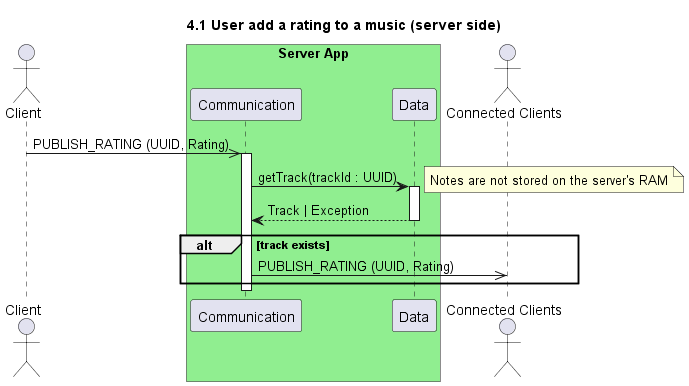 4.1 User add a rating to a music (server side)
Server App
Client
Communication
Data
Connected Clients
PUBLISH_RATING (UUID, Rating)
getTrack(trackId : UUID)
Notes are not stored on the server's RAM
Track | Exception
alt
[track exists]
PUBLISH_RATING (UUID, Rating)
Client
Communication
Data
Connected Clients